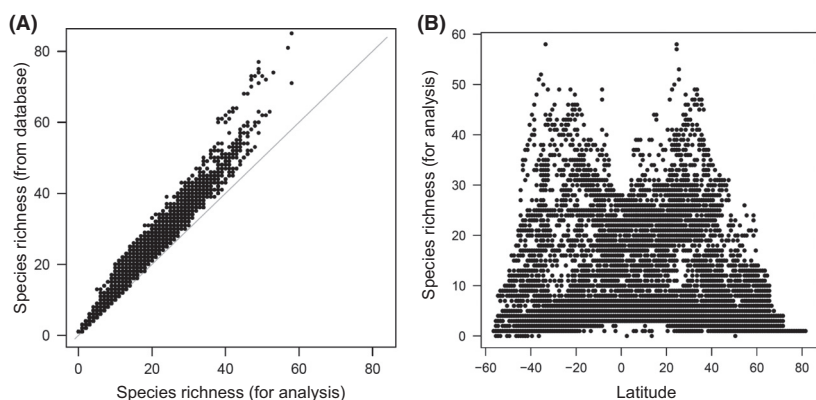 (A)
Species richness (from database)
80
60
40
20
0
0 20 40 60 80
Species richness (for analysis)
(B)
Species richness (for analysis)
60
50
40
30
20
10
0
−60 −40 −20 0 20 40 60 80
Latitude